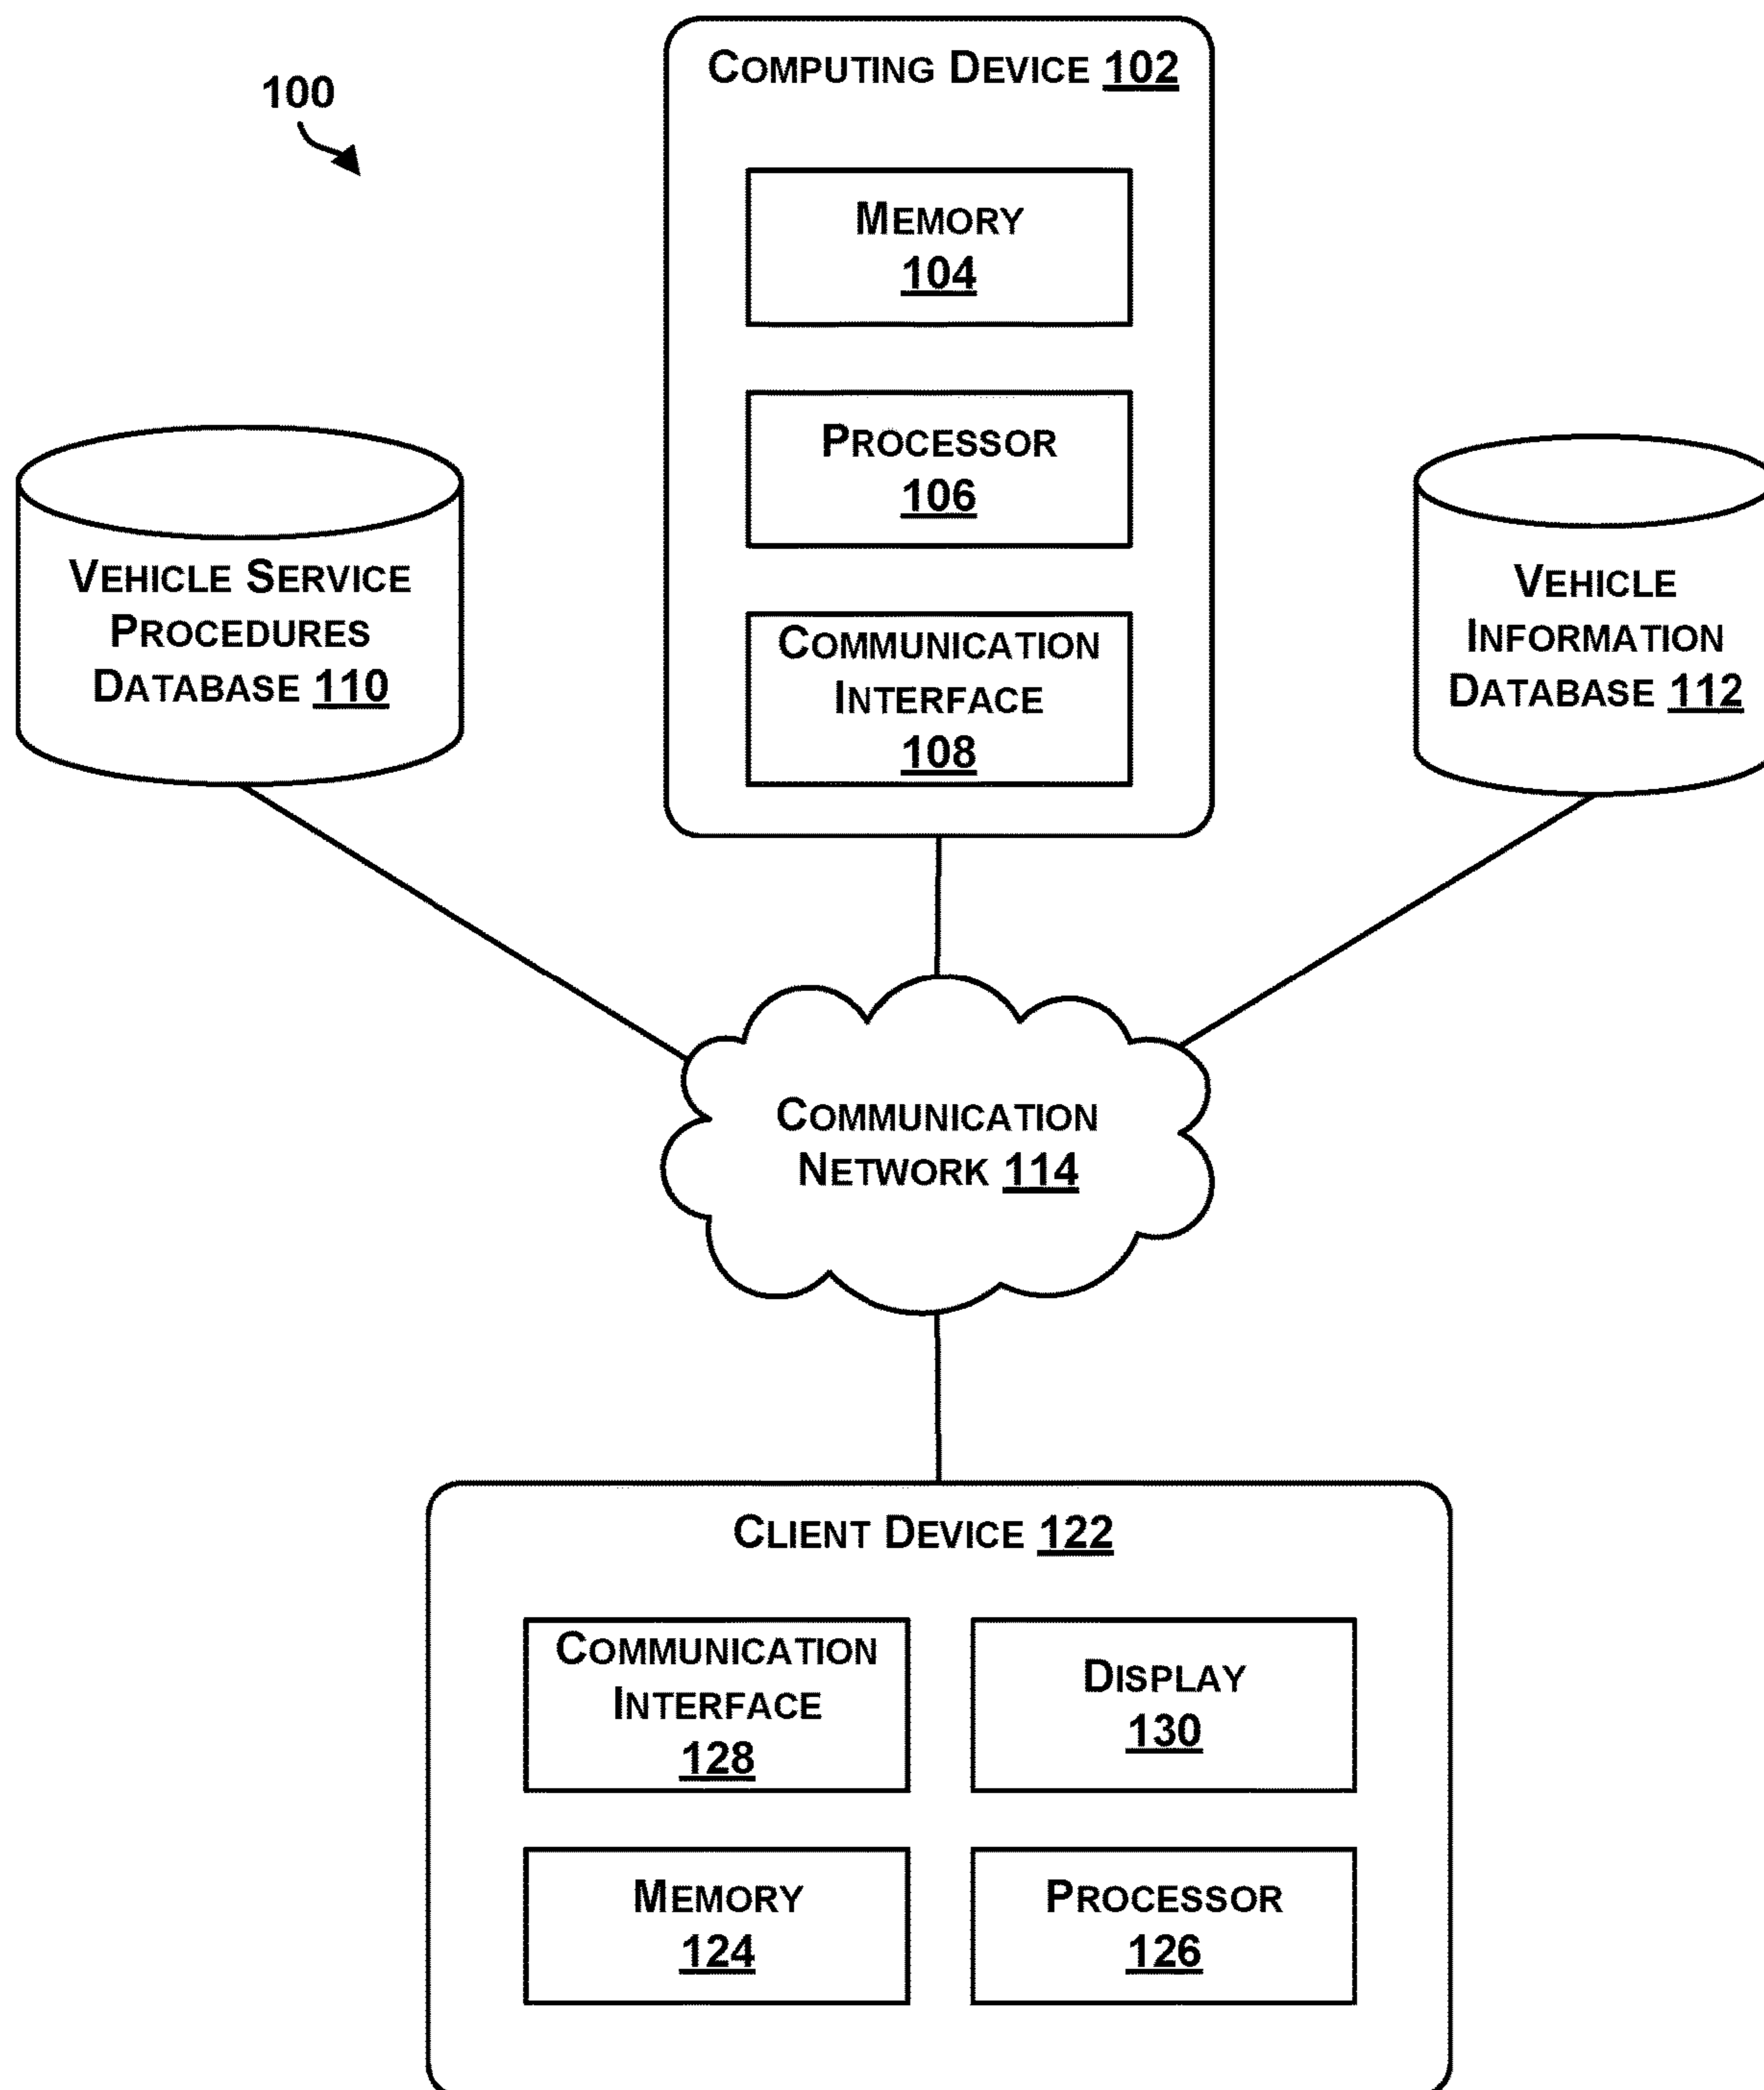 100
COMPUTING DEVICE 102
MEMORY
104
PROCESSOR
106
COMMUNICATION
INTERFACE
108
VEHICLE SERVICE
PROCEDURES
DATABASE 110
VEHICLE
INFORMATION
DATABASE 112
COMMUNICATION
NETWORK 114
CLIENT DEVICE 122
COMMUNICATION
INTERFACE
128
DISPLAY
130
MEMORY
124
PROCESSOR
126